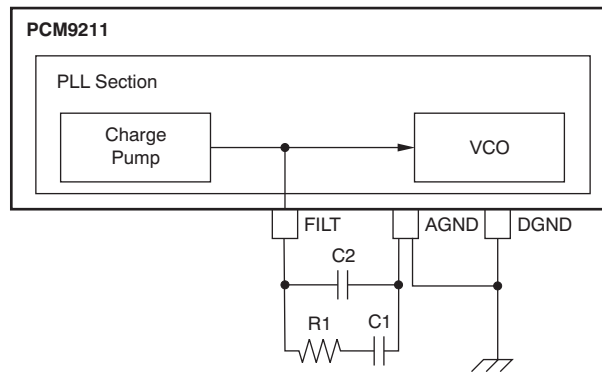 PCM9211
PLL Section
Charge
Pump
VCO
FILT
AGND
DGND
C2
R1
C1